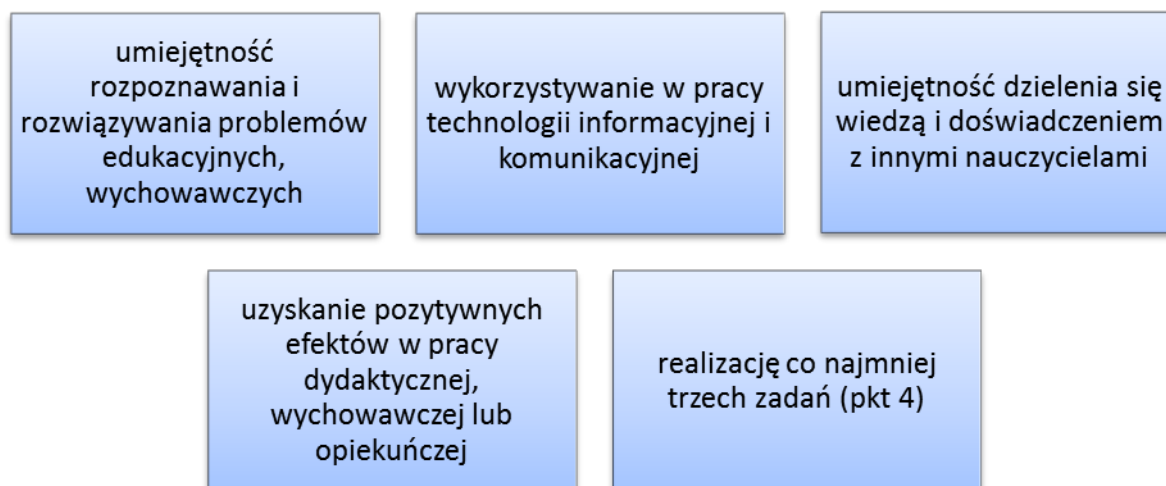 umiejętność
rozpoznawania i
rozwiązywania problemów
edukacyjnych,
wychowawczych
wykorzystywanie w pracy
technologii informacyjnej i
komunikacyjnej
umiejętność dzielenia się
wiedzą i doświadczeniem
z innymi nauczycielami
uzyskanie pozytywnych
efektów w pracy
dydaktycznej,
wychowawczej lub
opiekuńczej
realizację co najmniej
trzech zadań (pkt 4)